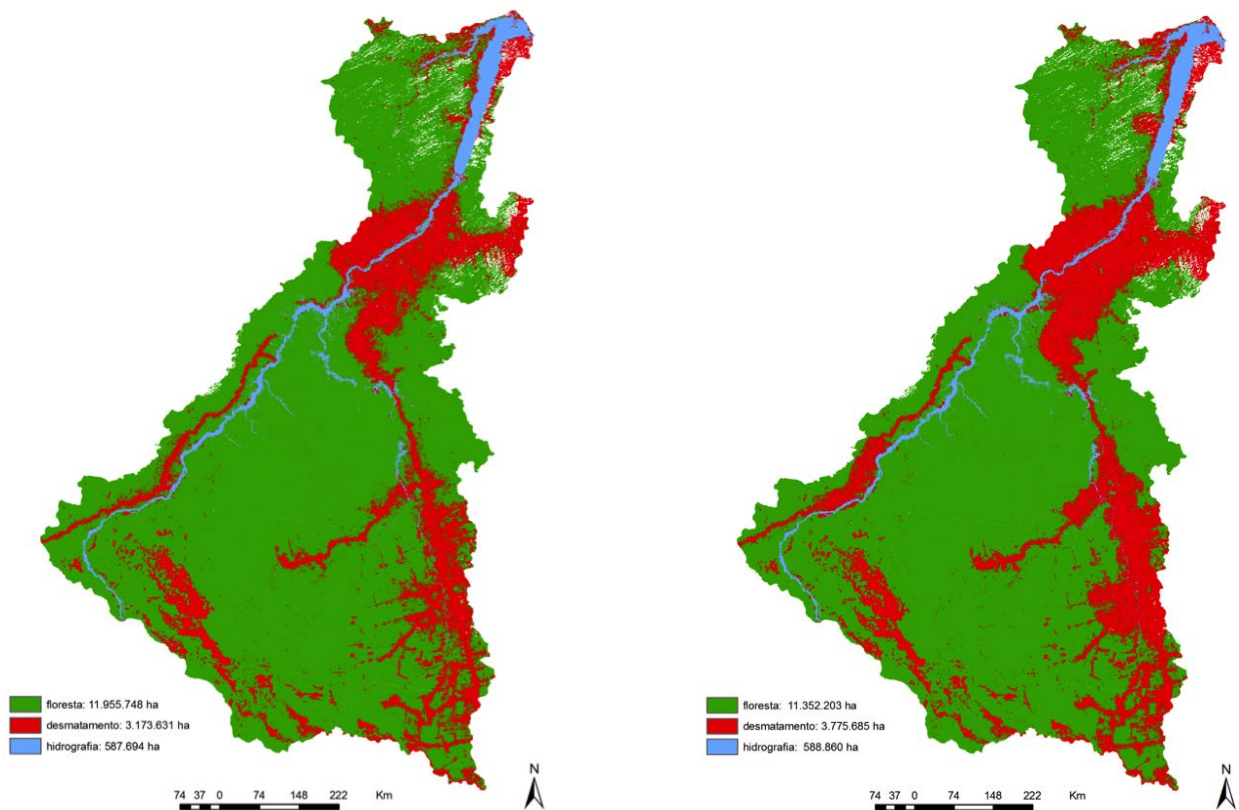 floresta: 11.955.748 ha
desmatamento: 3.173.631 ha
hidrografia: 587.694 ha
74 37 0 74 148 222 Km
N
floresta: 11.352.203 ha
desmatamento: 3.775.685 ha
hidrografia: 588.860 ha
74 37 0 74 148 222 Km
N